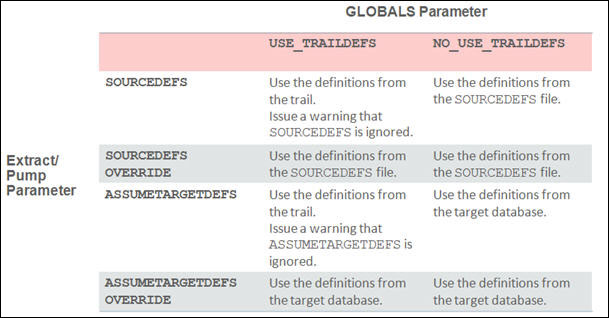 GLOBALS Parameter
USE_TRAILDEFS NO_USE_TRAILDEFS
SOURCEDEFS Use the definitions from Use the definitions from
the trail. the SOURCEDEFS file.
Issue a warning that
SOURCEDEFS is ignored.
Extract/
Pump
Parameter
SOURCEDEFS Use the definitions from Use the definitions from
OVERRIDE the SOURCEDEFS file. the SOURCEDEFS file.
ASSUMETARGETDEFS Use the definitions from Use the definitions from
the trail. the target database.
Issue a warning that
ASSUMETARGETDEFS is
ignored.
ASSUMETARGETDEFS Use the definitions from Use the definitions from
OVERRIDE the target database. the target database.